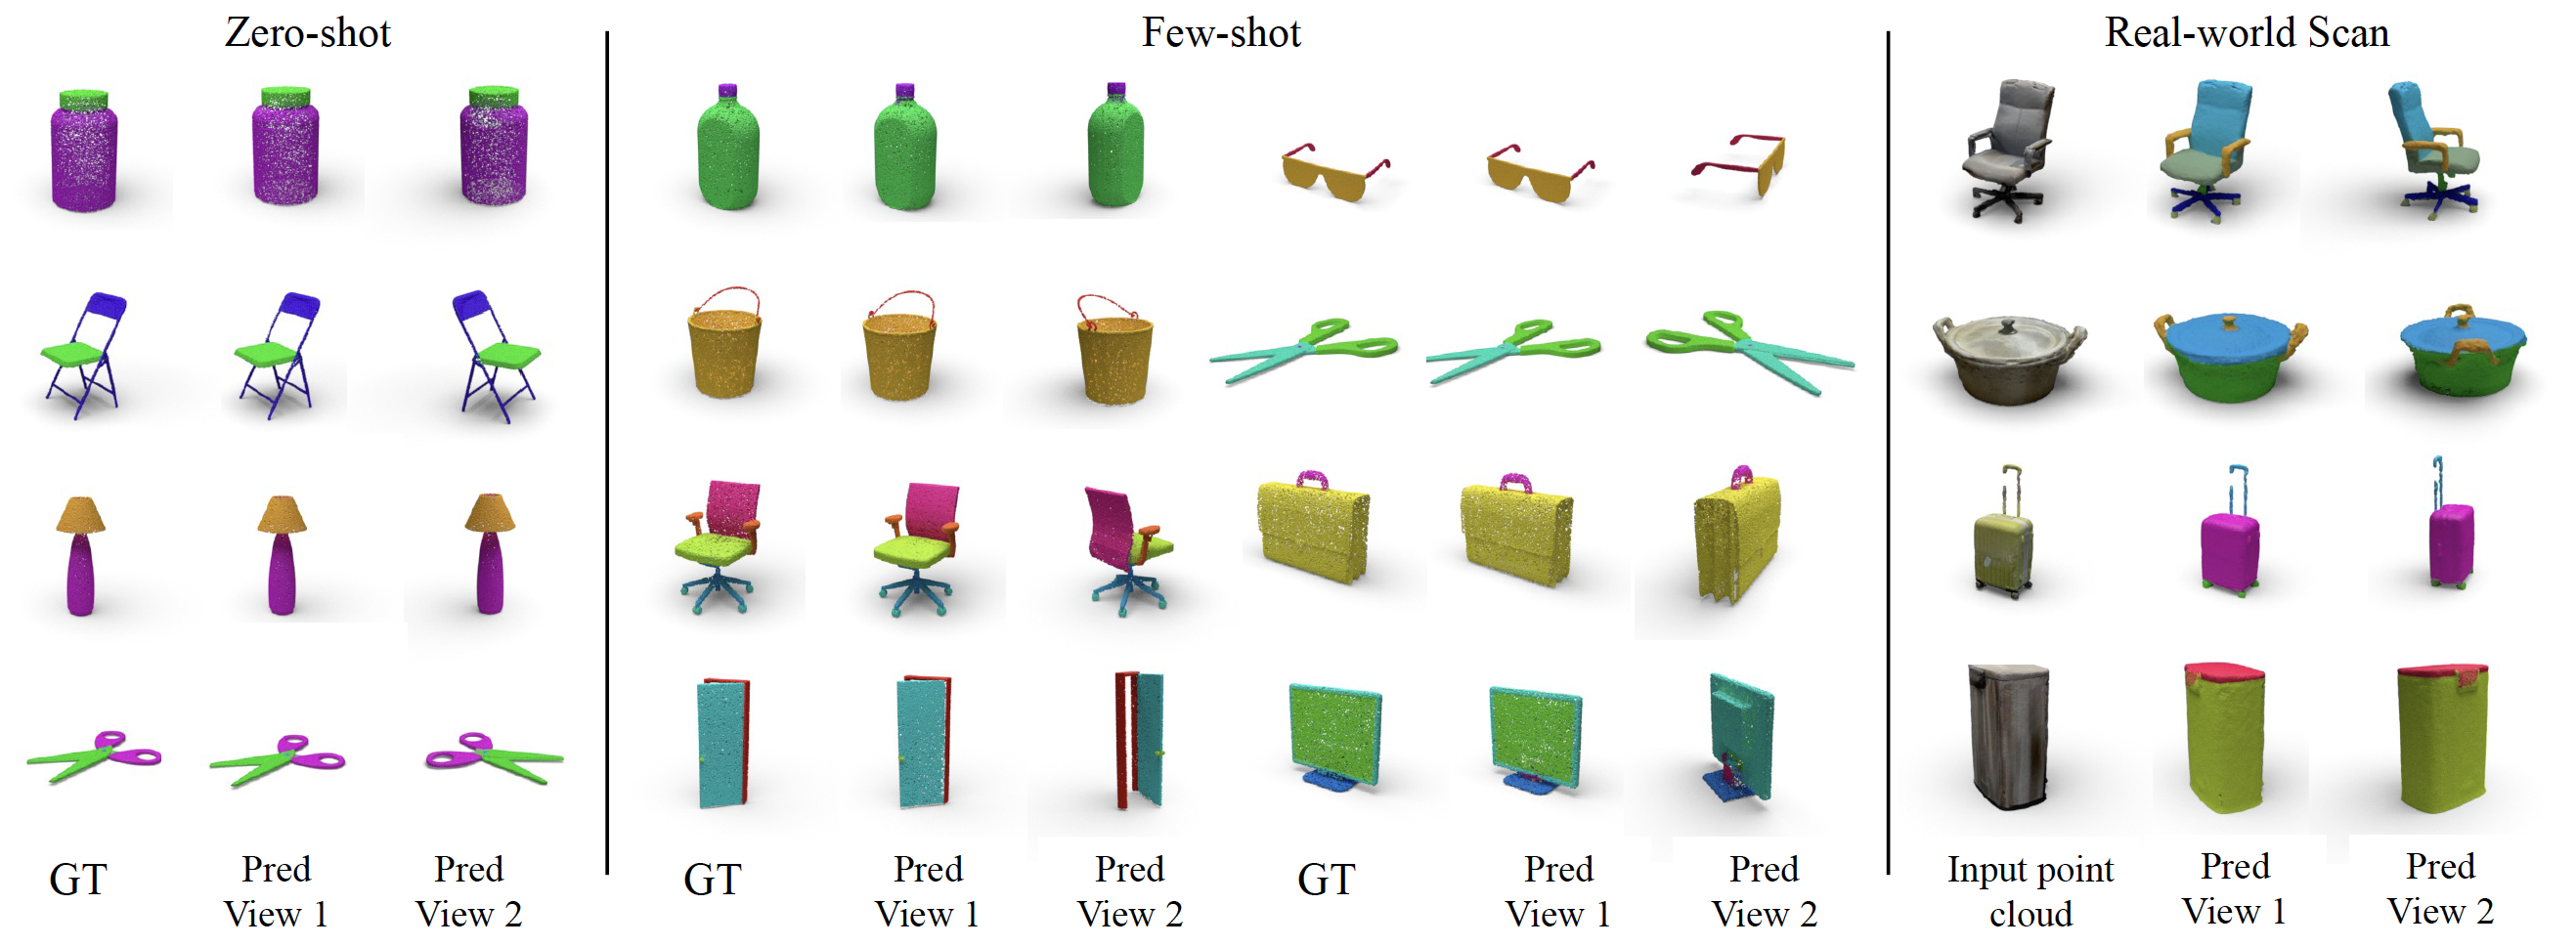 Zero-shot
Few-shot
Real-world Scan
GT
Pred
View 1
Pred
View 2
GT
Pred
View 1
Pred
View 2
GT
Pred
View 1
Pred
View 2
Input point
cloud
Pred
View 1
Pred
View 2